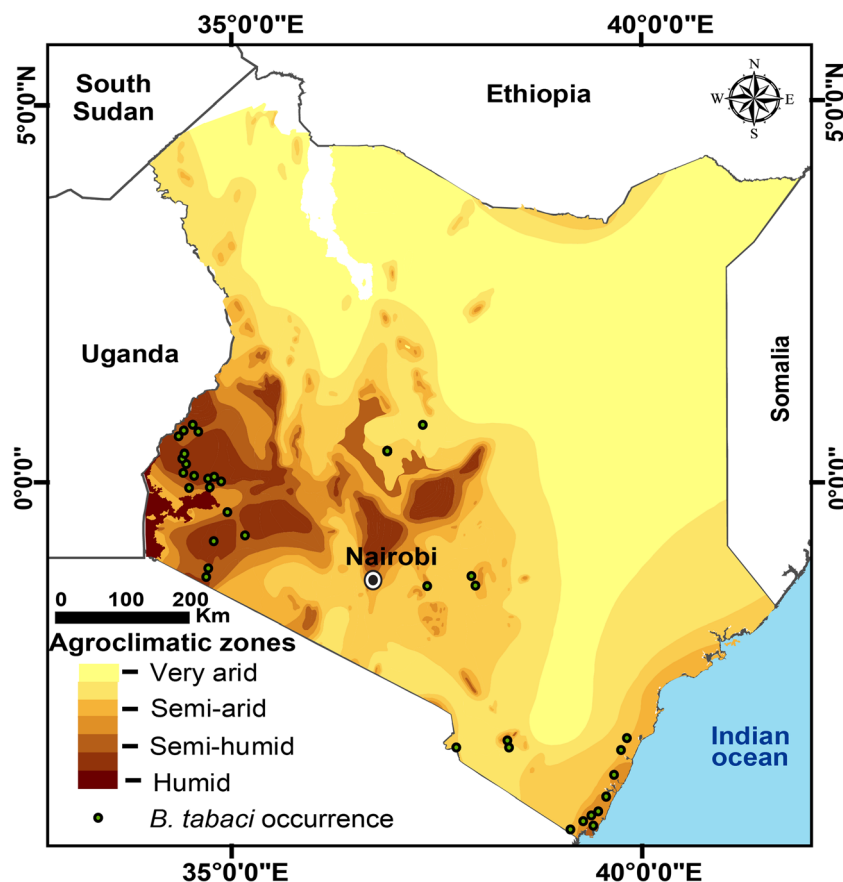 35°0'0"E 40°0'0"E
South
Sudan
Ethiopia
N
W E
S
5°0'0"N 5°0'0"N
Uganda
Somalia
0°0'0" 0°0'0"
Nairobi
0 100 200
Km
Agroclimatic zones
Very arid
Semi-arid
Semi-humid
Humid
B. tabaci occurrence
Indian
ocean
35°0'0"E 40°0'0"E